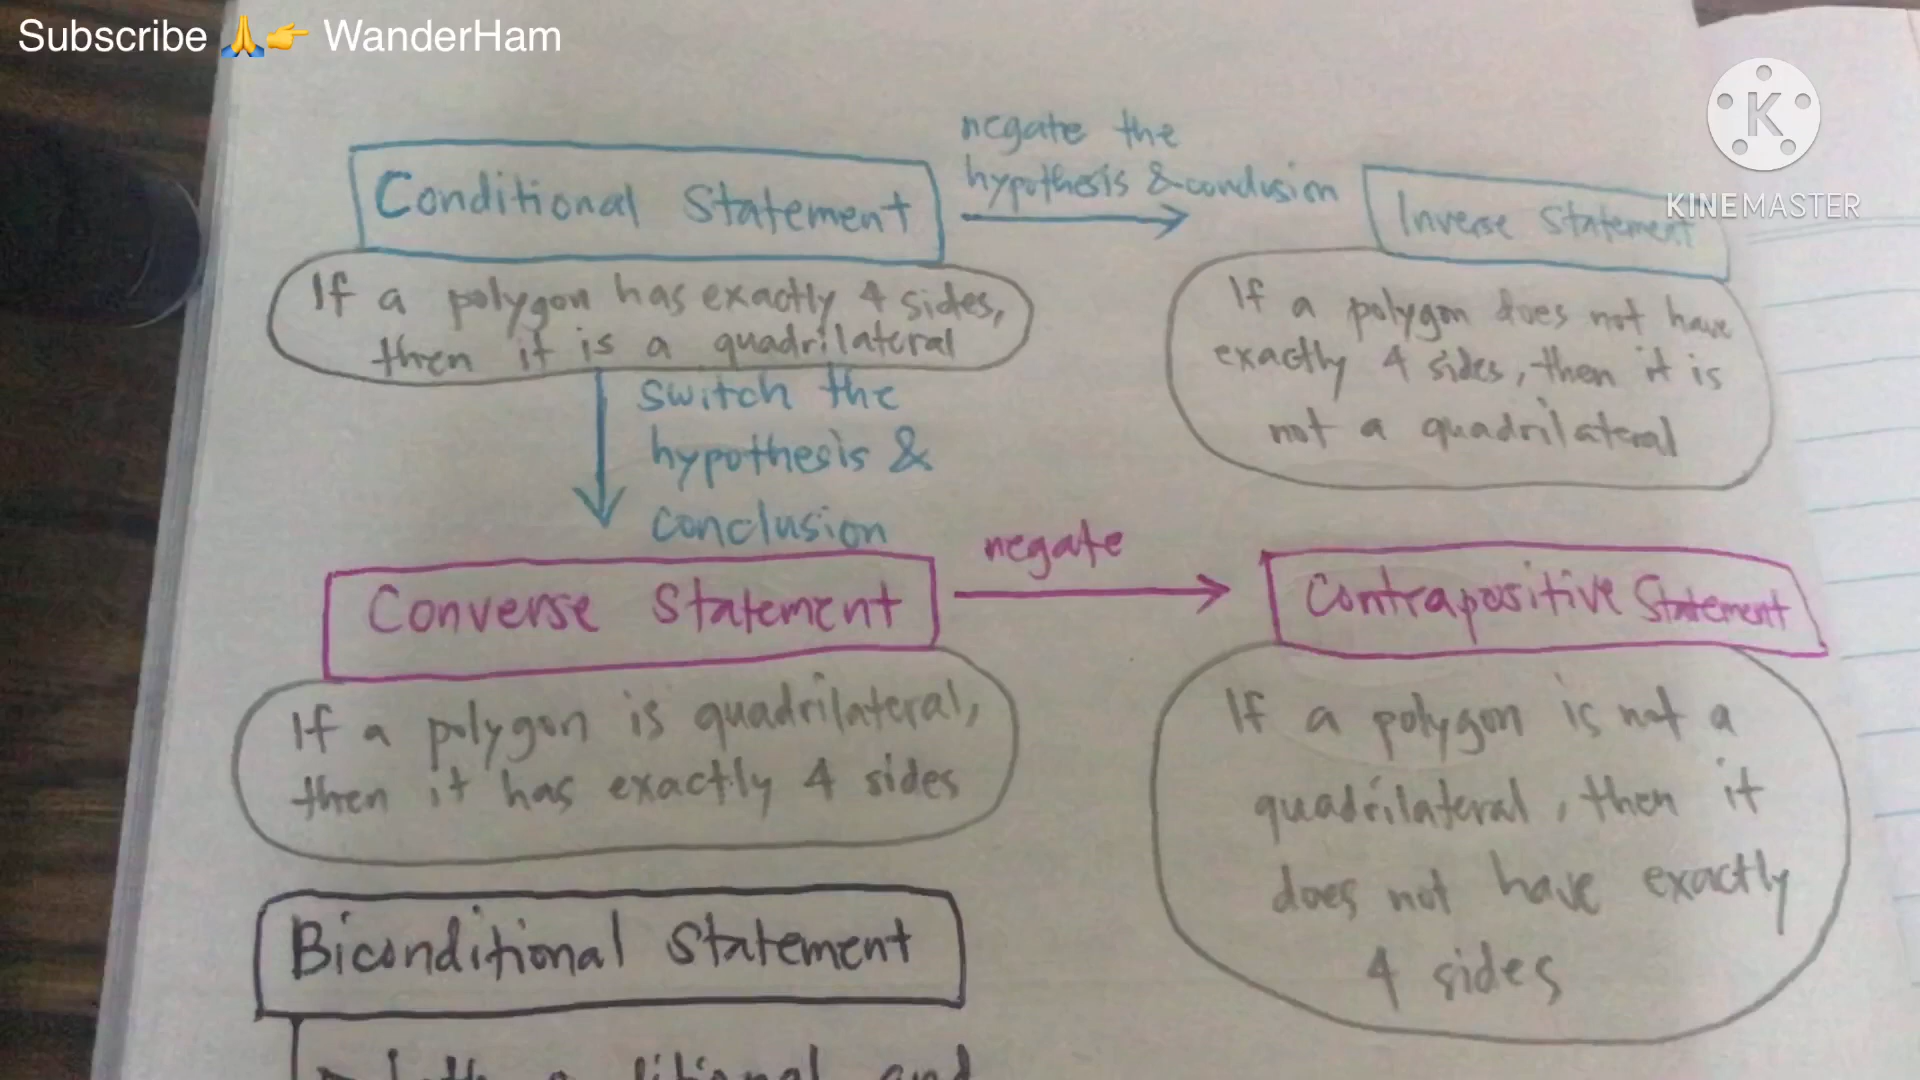 Subscribe 🙏👉 WanderHam
K
KINEMASTER
negate the
hypothesis & conclusion
Conditional Statement
Inverse Statement
If a polygon has exactly 4 sides,
then it is a quadrilateral
If a polygon does not have
exactly 4 sides, then it is
not a quadrilateral
switch the
hypothesis &
conclusion
negate
Converse Statement
Contrapositive Statement
If a polygon is quadrilateral,
then it has exactly 4 sides
If a polygon is not a
quadrilateral, then it
does not have exactly
4 sides
Biconditional Statement
and